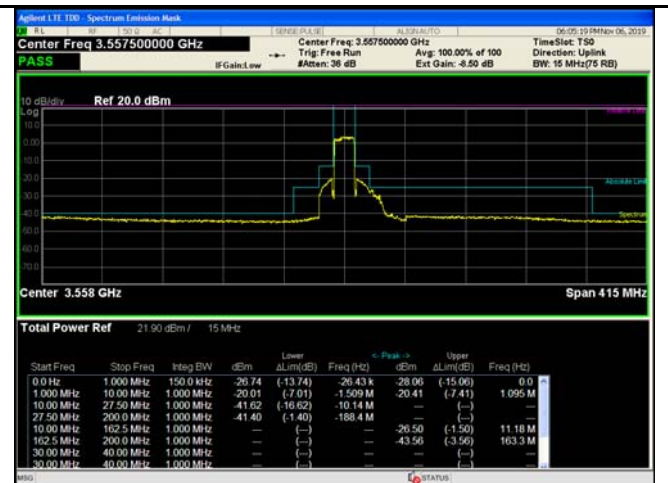 Agilent LTE TDD - Spectrum Emission Mask
RL RF 50 Ω AC SENSE:PULSE ALIGNAUTO 06:05:19 PM Nov 06, 2019
Center Freq 3.557500000 GHz Center Freq: 3.557500000 GHz TimeSlot: TS0
Trig: Free Run Avg: 100.00% of 100 Direction: Uplink
PASS IFGain:Low #Atten: 36 dB Ext Gain: -8.50 dB BW: 15 MHz(75 RB)
10 dB/div Ref 20.0 dBm
Log
10.0
0.00
10.0
20.0
Absolute Limit
30.0
40.0
Spectrum
50.0
60.0
70.0
Center 3.558 GHz Span 415 MHz
Total Power Ref 21.90 dBm / 15 MHz
Lower <- Peak -> Upper
Start Freq Stop Freq Integ BW dBm ΔLim(dB) Freq (Hz) dBm ΔLim(dB) Freq (Hz)
0.0 Hz 1.000 MHz 150.0 kHz -26.74 (-13.74) -26.43 k -28.06 (-15.06) 0.0
1.000 MHz 10.00 MHz 1.000 MHz -20.01 (-7.01) -1.509 M -20.41 (-7.41) 1.095 M
10.00 MHz 27.50 MHz 1.000 MHz -41.62 (-16.62) -10.14 M --- (---) ---
27.50 MHz 200.0 MHz 1.000 MHz -41.40 (-1.40) -188.4 M --- (---) ---
10.00 MHz 162.5 MHz 1.000 MHz --- (---) --- -26.50 (-1.50) 11.18 M
162.5 MHz 200.0 MHz 1.000 MHz --- (---) --- -43.56 (-3.56) 163.3 M
30.00 MHz 40.00 MHz 1.000 MHz --- (---) --- --- (---) ---
30.00 MHz 40.00 MHz 1.000 MHz --- (---) --- --- (---) ---
MSG STATUS